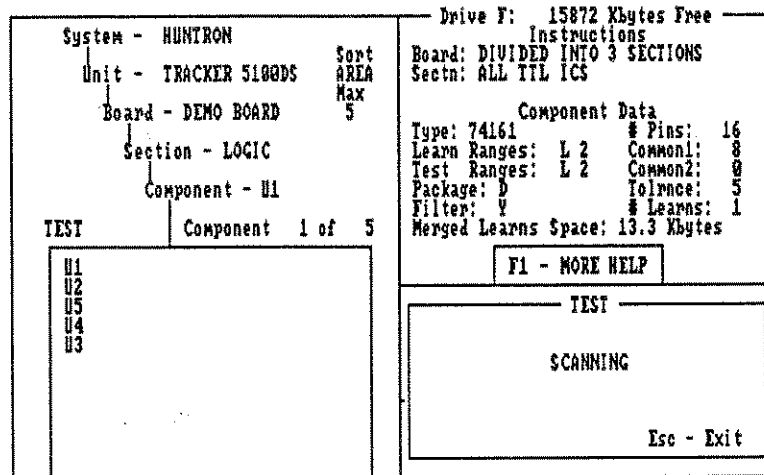 System - HUNTRON
Unit - TRACKER 5100DS
Sort
AREA
Board - DEMO BOARD
Max
5
Section - LOGIC
Component - U1
TEST Component 1 of 5
U1
U2
U5
U4
U3
Drive F: 15872 Kbytes Free
Instructions
Board: DIVIDED INTO 3 SECTIONS
Sectn: ALL TTL ICS
Component Data
Type: 74161 # Pins: 16
Learn Ranges: L 2 Common1: 8
Test Ranges: L 2 Common2: 0
Package: D Tolrnce: 5
Filter: Y # Learns: 1
Merged Learns Space: 13.3 Kbytes
F1 - MORE HELP
TEST
SCANNING
Esc - Exit